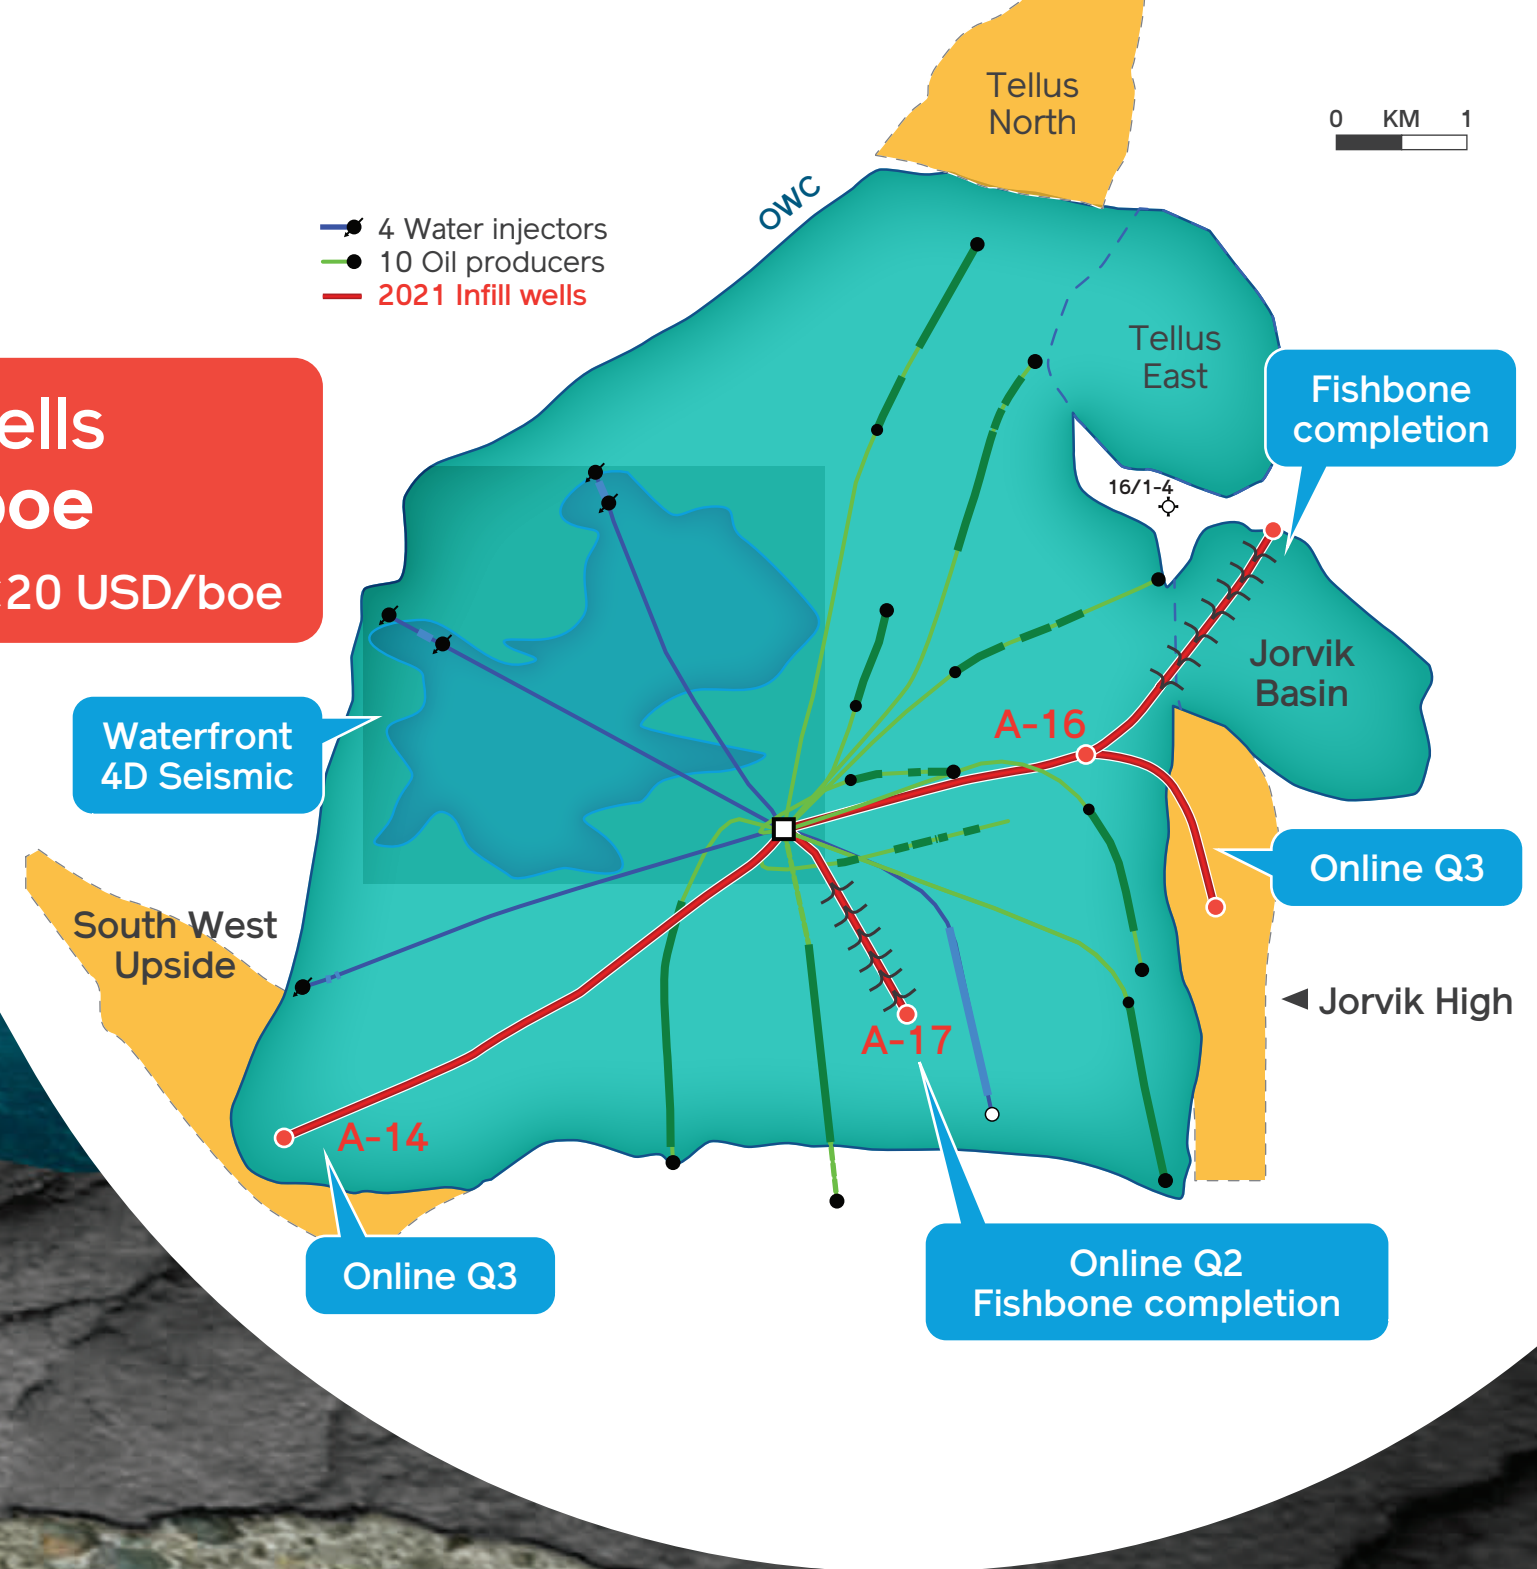 Tellus
North
0 KM 1
OWC
4 Water injectors
10 Oil producers
2021 Infill wells
Tellus
East
Fishbone
completion
ells
boe
20 USD/boe
16/1-4
Jorvik
Basin
A-16
Waterfront
4D Seismic
Online Q3
South West
Upside
Jorvik High
A-17
A-14
Online Q3
Online Q2
Fishbone completion